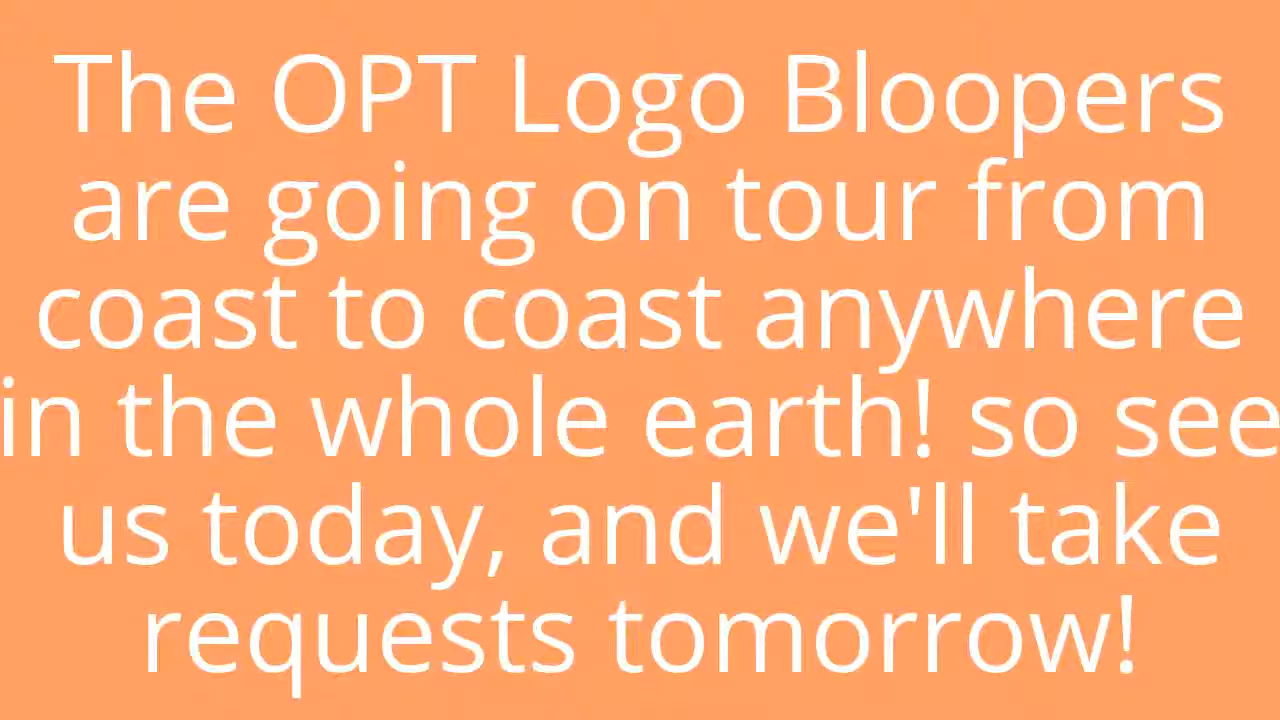 The OPT Logo Bloopers
are going on tour from
coast to coast anywhere
in the whole earth! so see
us today, and we'll take
requests tomorrow!